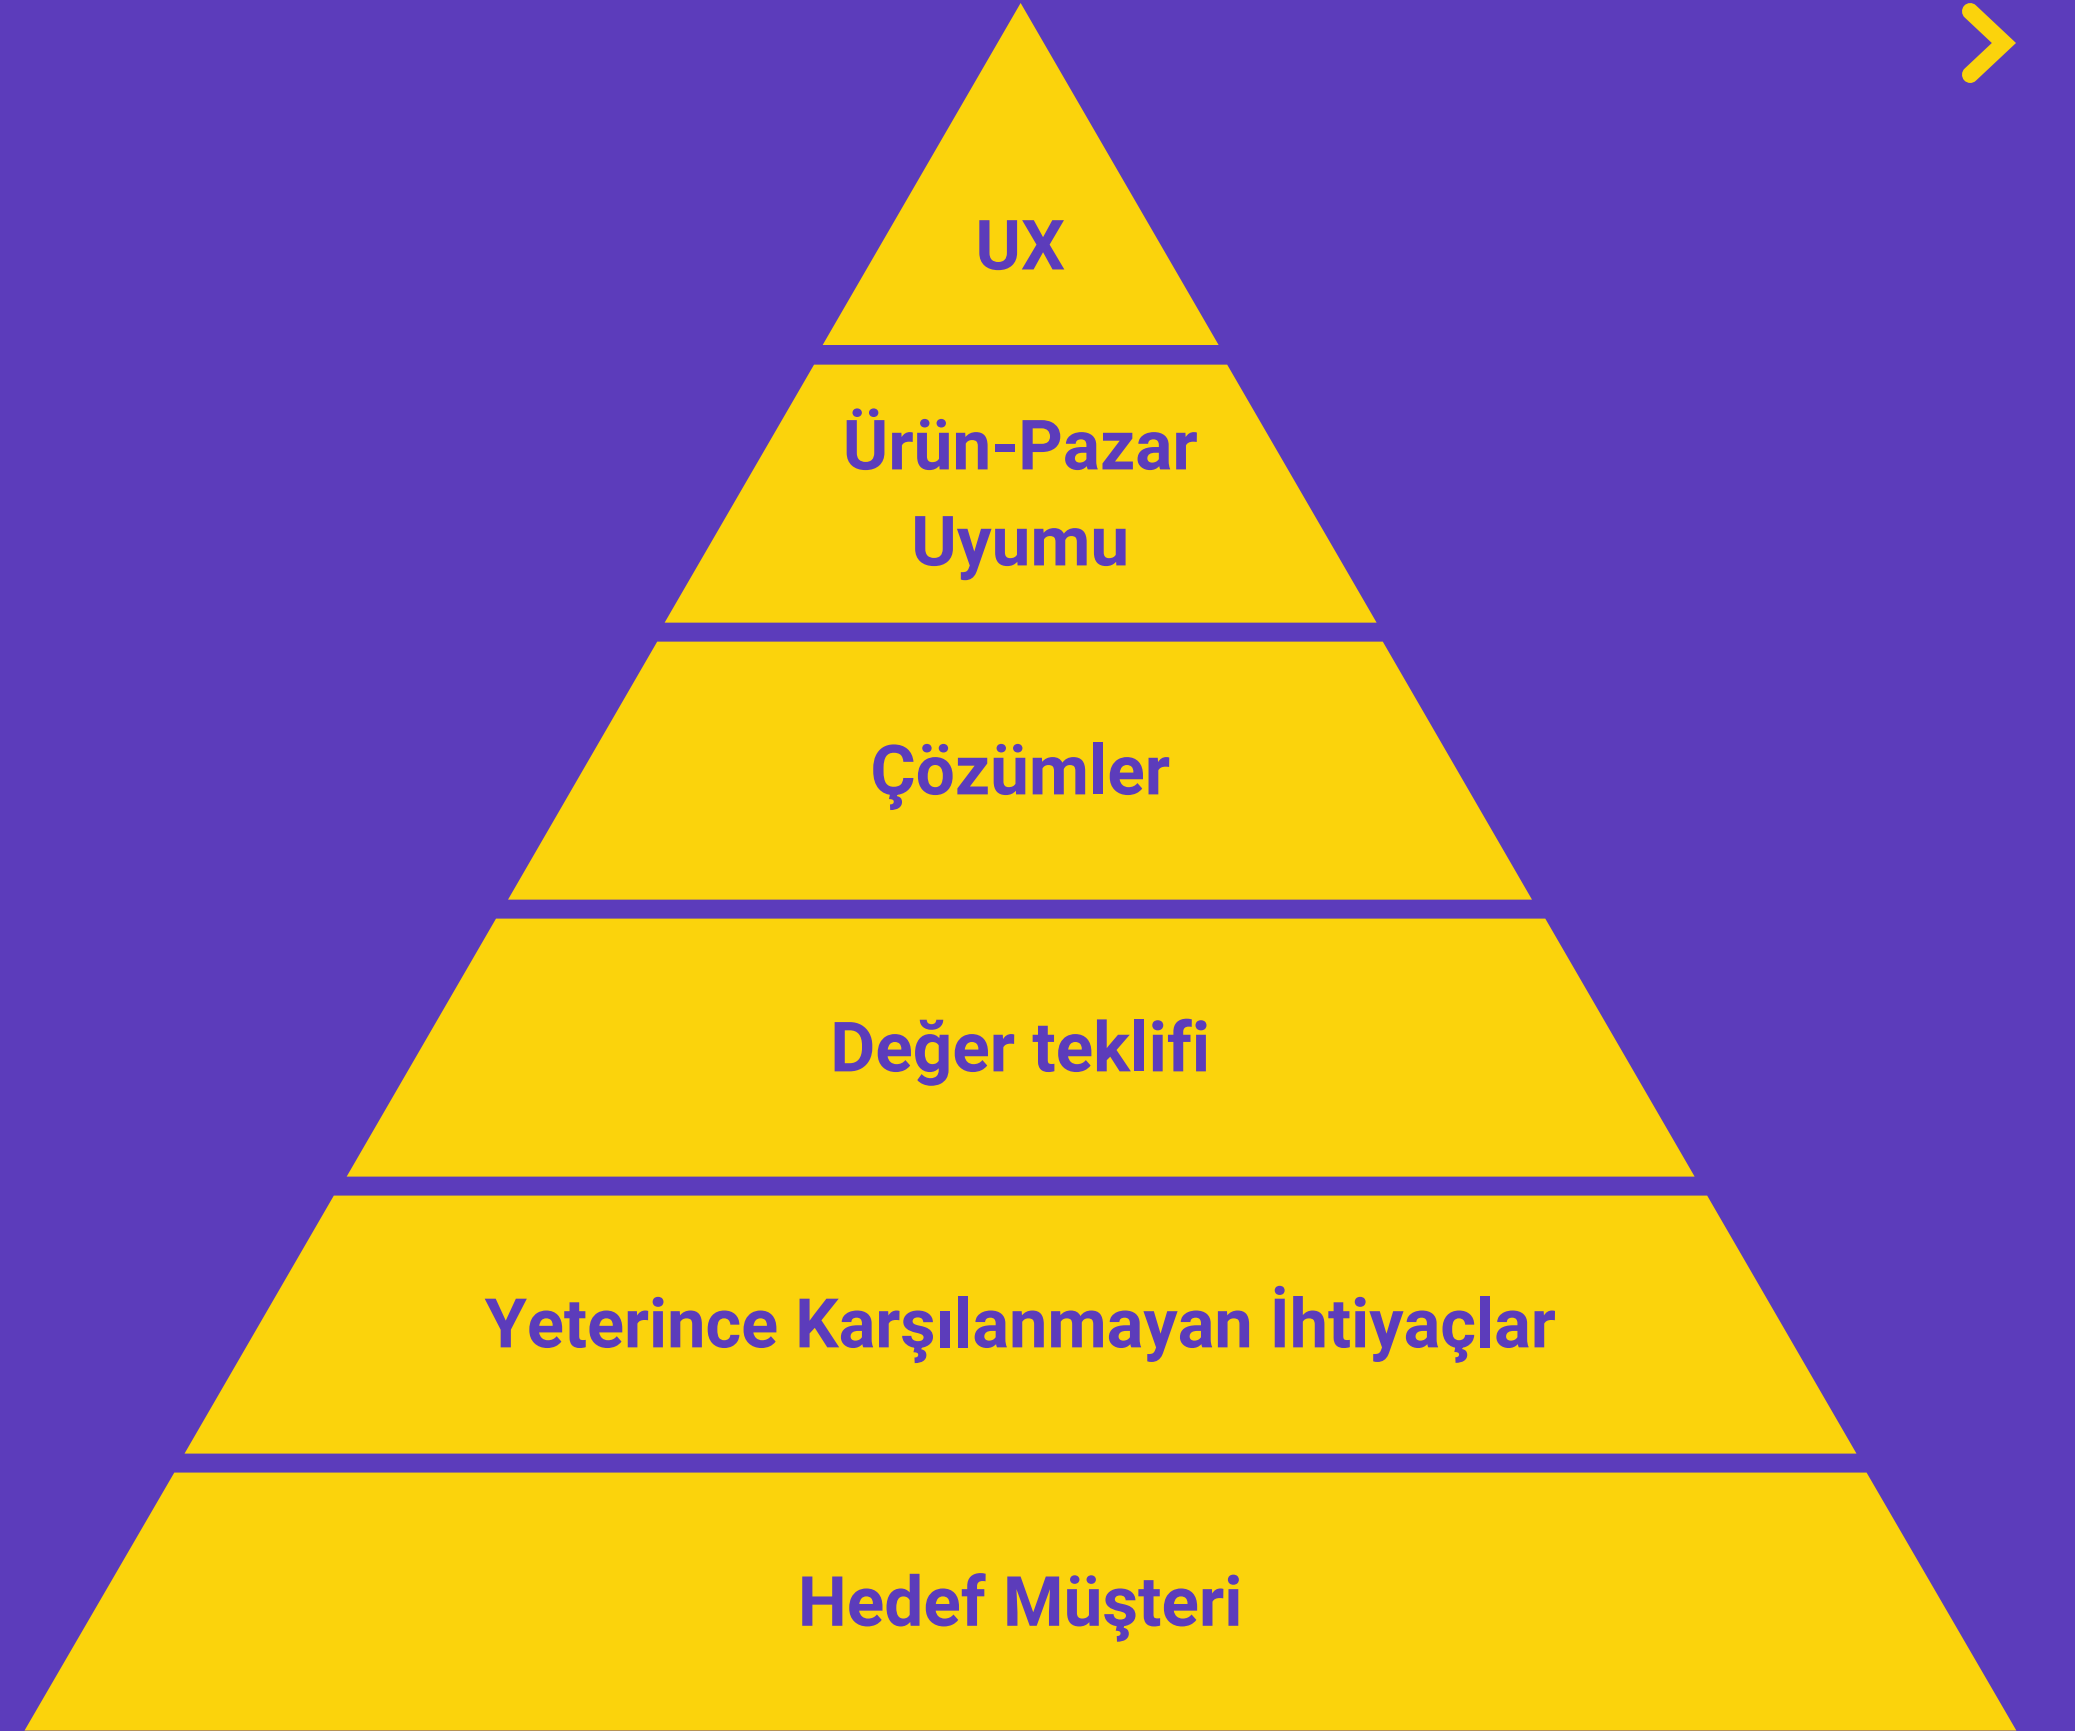 UX
Ürün-Pazar
Uyumu
Çözümler
Değer teklifi
Yeterince Karşılanmayan İhtiyaçlar
Hedef Müşteri